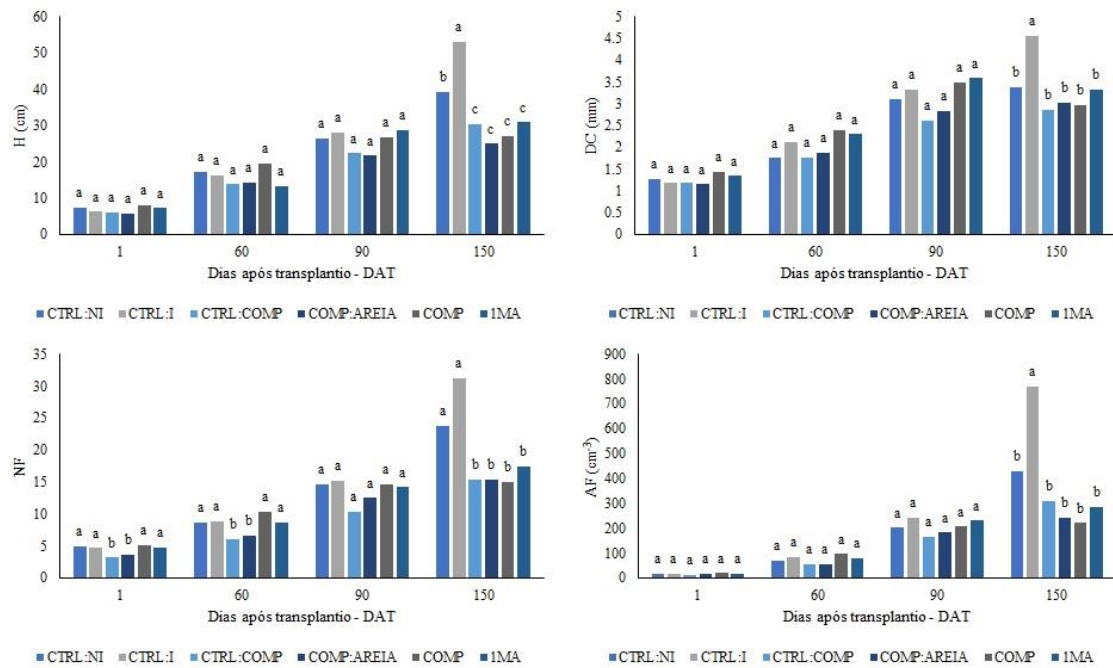 H (cm)
60
50
40
30
20
10
0
a a a a a a
a a a a a a
a a a a a a
b a c c c c
1 60 90 150
Dias após transplantio - DAT
CTRL:NI CTRL:I CTRL:COMP COMP:AREIA COMP 1MA
DC (mm)
5
4.5
4
3.5
3
2.5
2
1.5
1
0.5
0
a a a a a a
a a a a a a
a a a a a a
b a b b b b
1 60 90 150
Dias após transplantio - DAT
CTRL:NI CTRL:I CTRL:COMP COMP:AREIA COMP 1MA
NF
35
30
25
20
15
10
5
0
a a b b a a
a a b b a a
a a a a a a
a a b b b b
1 60 90 150
Dias após transplantio - DAT
CTRL:NI CTRL:I CTRL:COMP COMP:AREIA COMP 1MA
AF (cm⁻³)
900
800
700
600
500
400
300
200
100
0
a a a a a a
a a a a a a
a a a a a a
b a b b b b
1 60 90 150
Dias após transplantio - DAT
CTRL:NI CTRL:I CTRL:COMP COMP:AREIA COMP 1MA